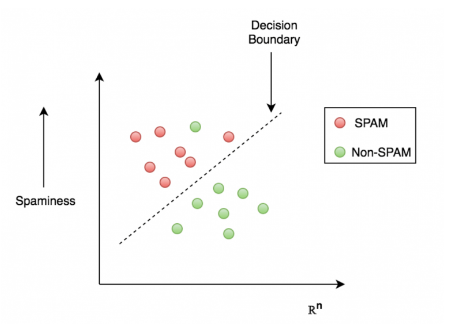 Decision
Boundary
SPAM
Non-SPAM
Spaminess
Rⁿ